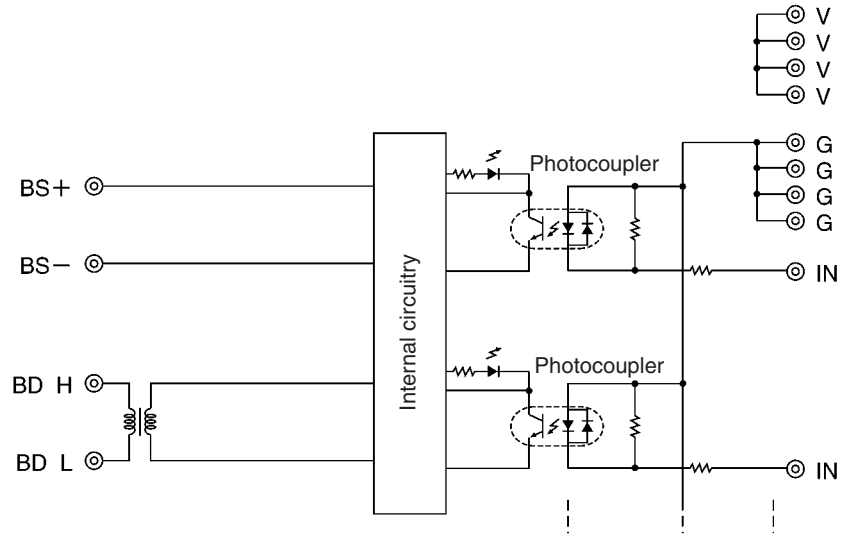 V
V
V
V
G
G
G
G
Photocoupler
BS+
BS−
IN
Internal circuitry
Photocoupler
BD H
BD L
IN